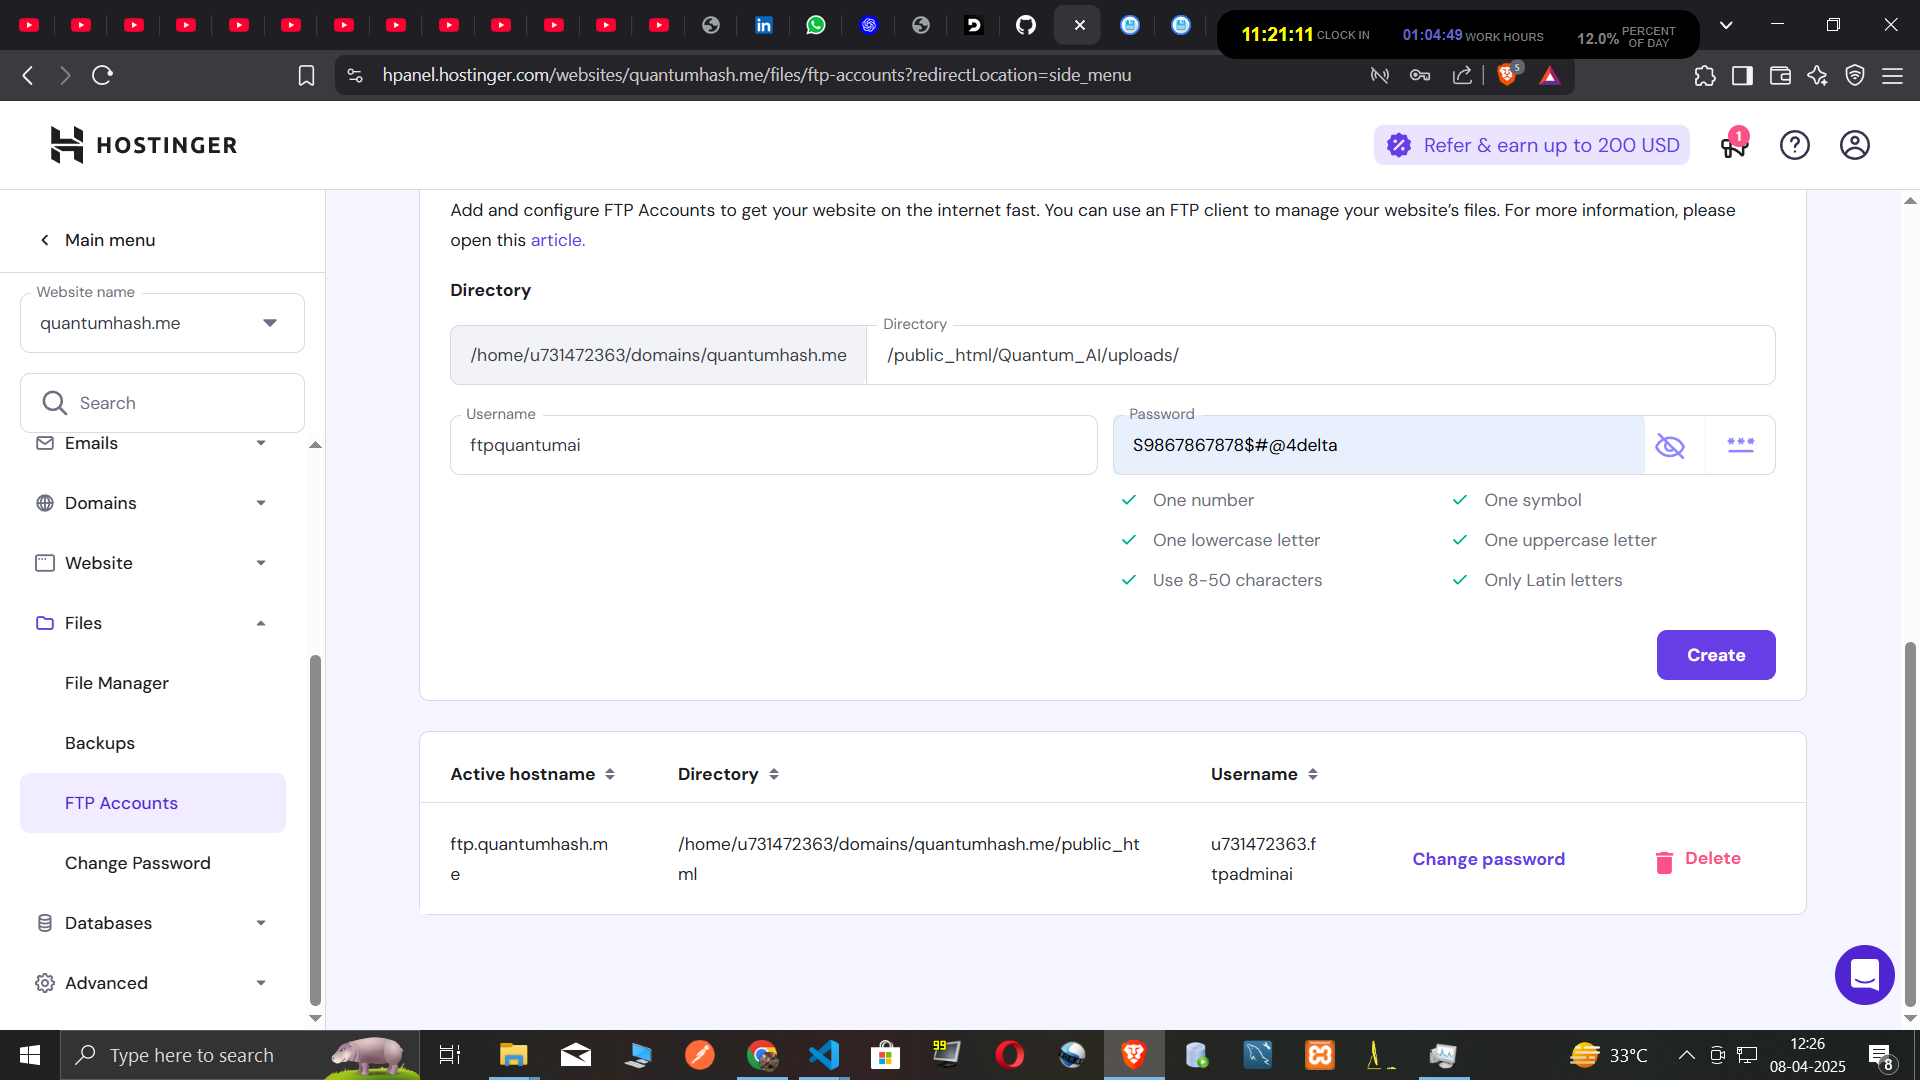 11:21:11 CLOCK IN 01:04:49 WORK HOURS 12.0% PERCENT OF DAY
hpanel.hostinger.com/websites/quantumhash.me/files/ftp-accounts?redirectLocation=side_menu
5
HOSTINGER
Refer & earn up to 200 USD
1
Main menu
Website name
quantumhash.me
Search
Emails
Domains
Website
Files
File Manager
Backups
FTP Accounts
Change Password
Databases
Advanced
Add and configure FTP Accounts to get your website on the internet fast. You can use an FTP client to manage your website’s files. For more information, please
open this article.
Directory
Directory
/home/u731472363/domains/quantumhash.me /public_html/Quantum_AI/uploads/
Username
ftpquantumai
Password
S9867867878$#@4delta
One number
One symbol
One lowercase letter
One uppercase letter
Use 8-50 characters
Only Latin letters
Create
Active hostname Directory Username
ftp.quantumhash.m
e
/home/u731472363/domains/quantumhash.me/public_ht
ml
u731472363.f
tpadminai
Change password
Delete
Type here to search
99
33°C
12:26
08-04-2025
8